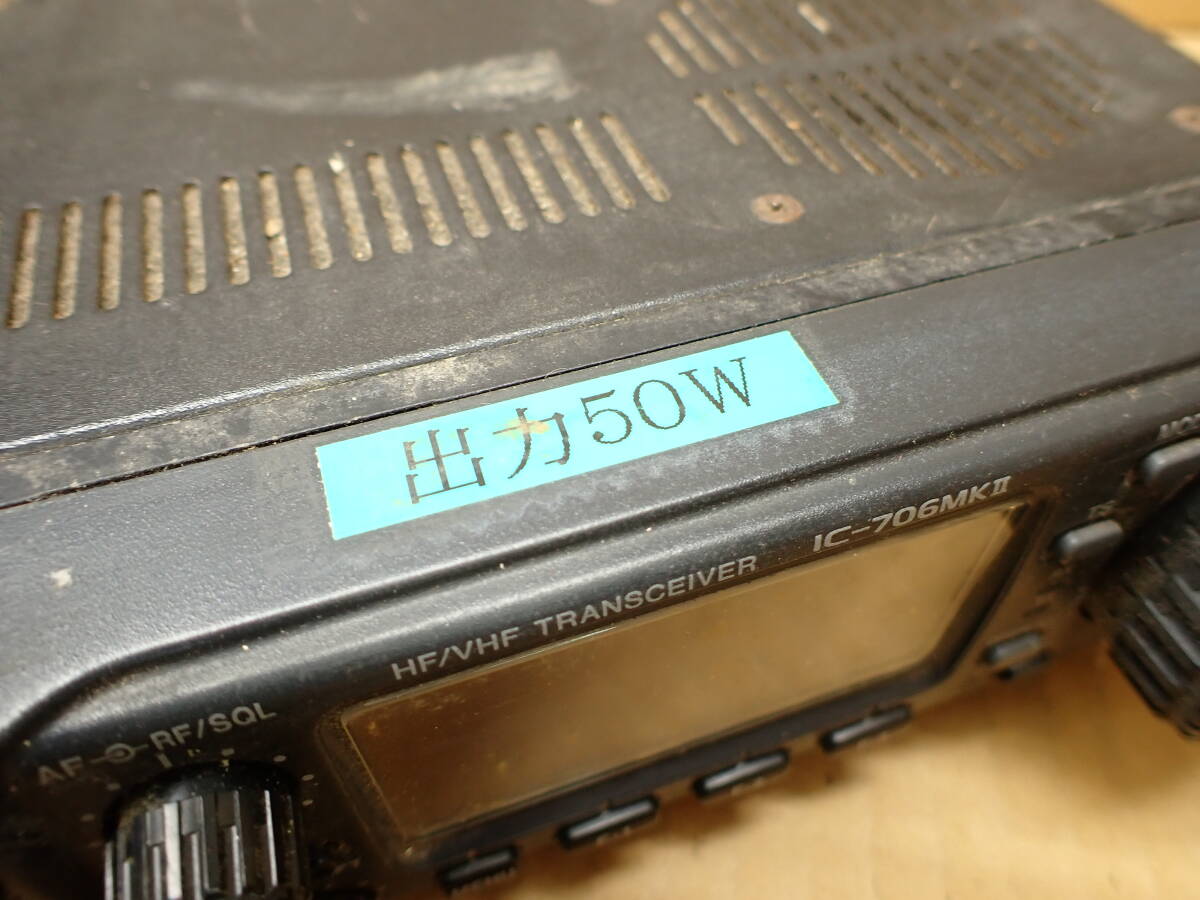 出力50W
HF/VHF TRANSCEIVER IC-706MKII
AF RF/SQL